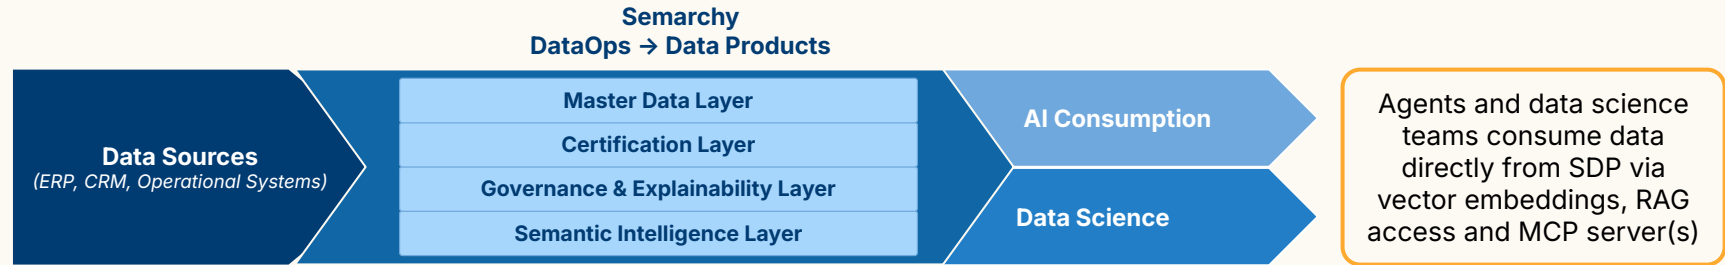 Semarchy
DataOps → Data Products
Data Sources
(ERP, CRM, Operational Systems)
Master Data Layer
Certification Layer
Governance & Explainability Layer
Semantic Intelligence Layer
AI Consumption
Data Science
Agents and data science
teams consume data
directly from SDP via
vector embeddings, RAG
access and MCP server(s)